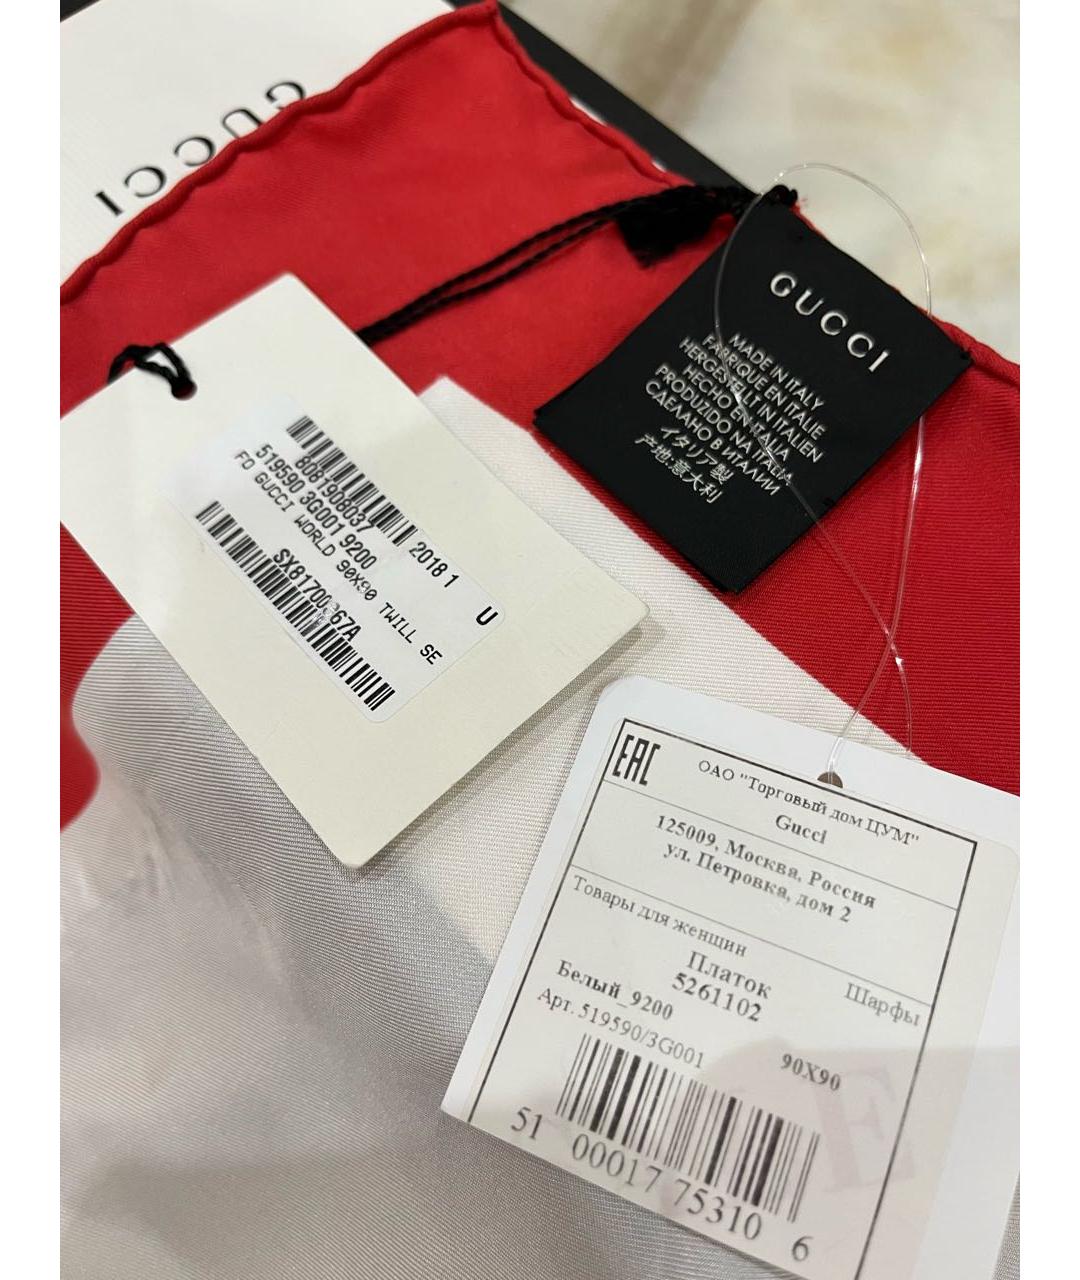 GUCCI
GUCCI
MADE IN ITALY
FABRIQUE EN ITALIE
HERGESTELLT IN ITALIEN
HECHO EN ITALIA
PRODUZIDO NA ITALIA
СДЕЛАНО В ИТАЛИИ
イタリア製
产地:意大利
8081908037
2018 1
519590 3G001 9200
U
FO GUCCI WORLD 90X90 TWILL SE
ЕАС
ОАО "Торговый дом ЦУМ"
Gucci
125009, Москва, Россия
ул. Петровка, дом 2
Товары для женщин
Шарфы
Платок
5261102
Белый_9200
Арт. 519590/3G001
90X90
51 00017 75310 6